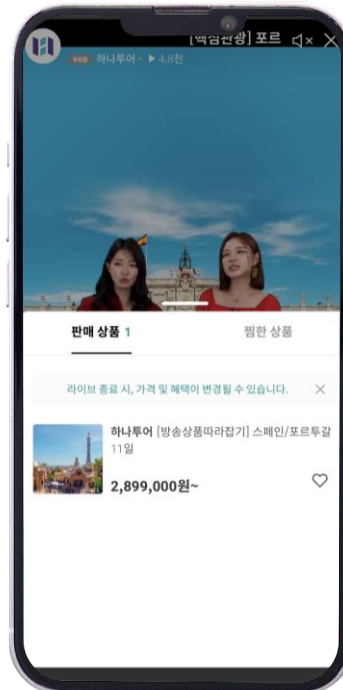 [핵심관광] 포르
VOD 하나투어 · ▶ 4.8천
판매 상품 1 찜한 상품
라이브 종료 시, 가격 및 혜택이 변경될 수 있습니다.
하나투어 [방송상품따라잡기] 스페인/포르투갈
11일
2,899,000원~